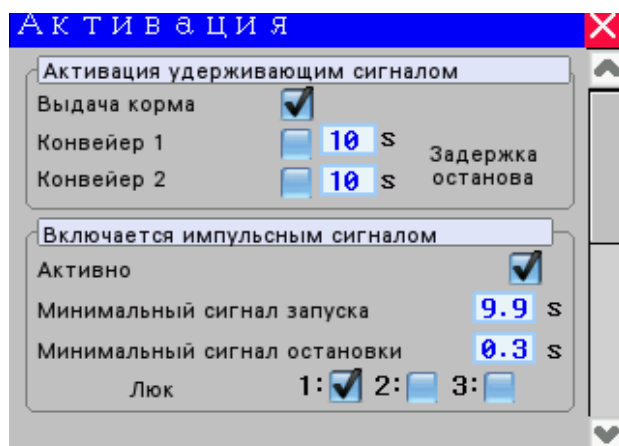 Активация
Активация удерживающим сигналом
Выдача корма
Конвейер 1 10 s
Задержка
Конвейер 2 10 s останова
Включается импульсным сигналом
Активно
Минимальный сигнал запуска 9.9 s
Минимальный сигнал остановки 0.3 s
Люк 1: 2: 3: